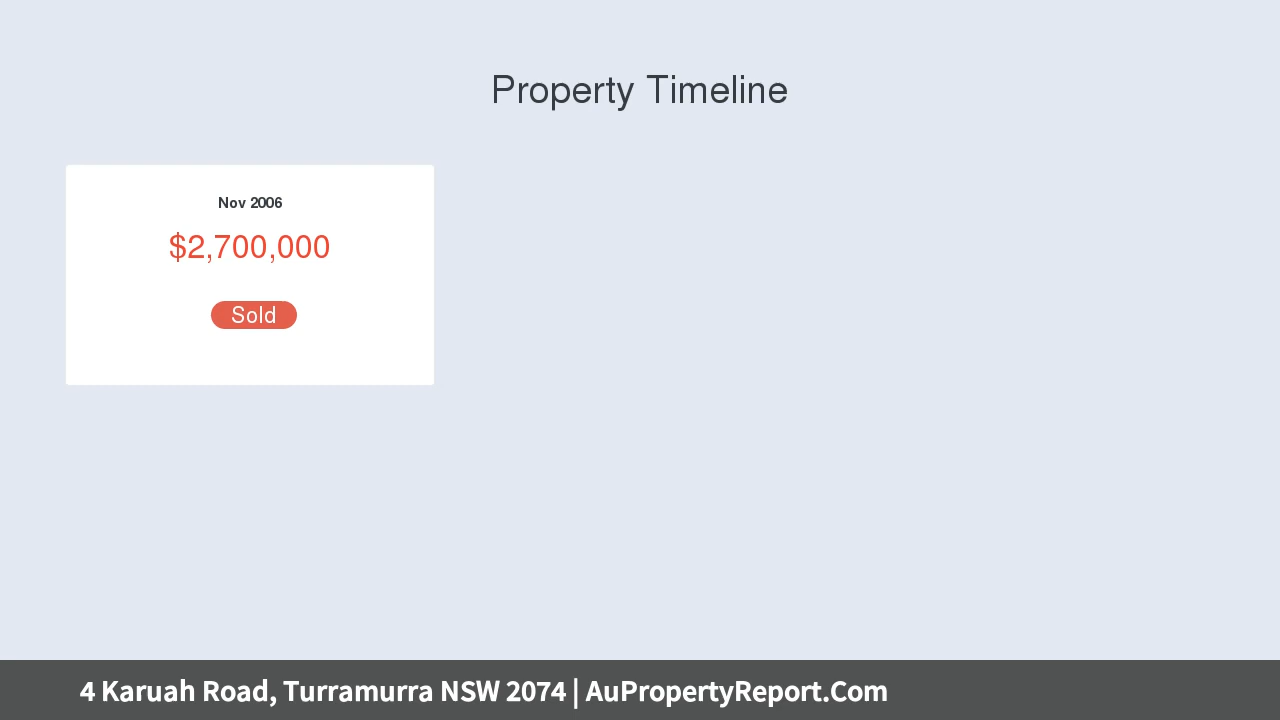 Property Timeline
Nov 2006
$2,700,000
Sold
4 Karuah Road, Turramurra NSW 2074 | AuPropertyReport.Com